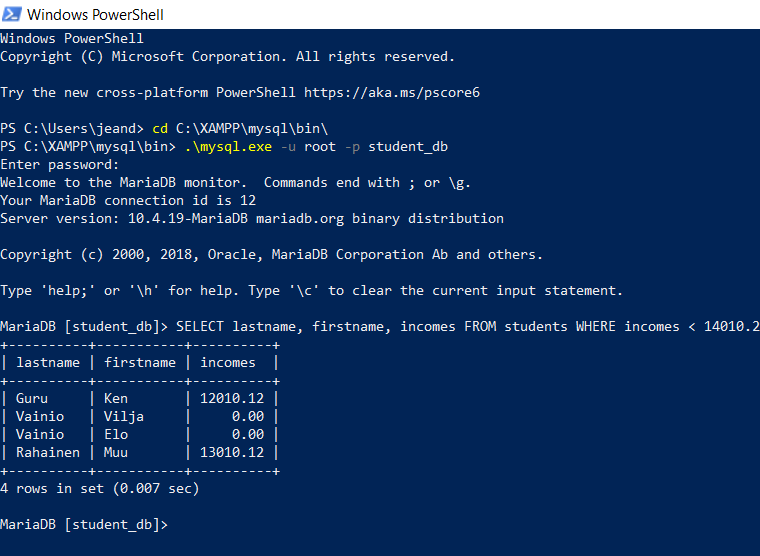 Windows PowerShell
Windows PowerShell
Copyright (C) Microsoft Corporation. All rights reserved.
Try the new cross-platform PowerShell https://aka.ms/pscore6
PS C:\Users\jeand> cd C:\XAMPP\mysql\bin\
PS C:\XAMPP\mysql\bin> .\mysql.exe -u root -p student_db
Enter password:
Welcome to the MariaDB monitor.  Commands end with ; or \g.
Your MariaDB connection id is 12
Server version: 10.4.19-MariaDB mariadb.org binary distribution
Copyright (c) 2000, 2018, Oracle, MariaDB Corporation Ab and others.
Type 'help;' or '\h' for help. Type '\c' to clear the current input statement.
MariaDB [student_db]> SELECT lastname, firstname, incomes FROM students WHERE incomes < 14010.2
+----------+-----------+----------+
| lastname | firstname | incomes  |
+----------+-----------+----------+
| Guru     | Ken       | 12010.12 |
| Vainio   | Vilja     |     0.00 |
| Vainio   | Elo       |     0.00 |
| Rahainen | Muu       | 13010.12 |
+----------+-----------+----------+
4 rows in set (0.007 sec)
MariaDB [student_db]>